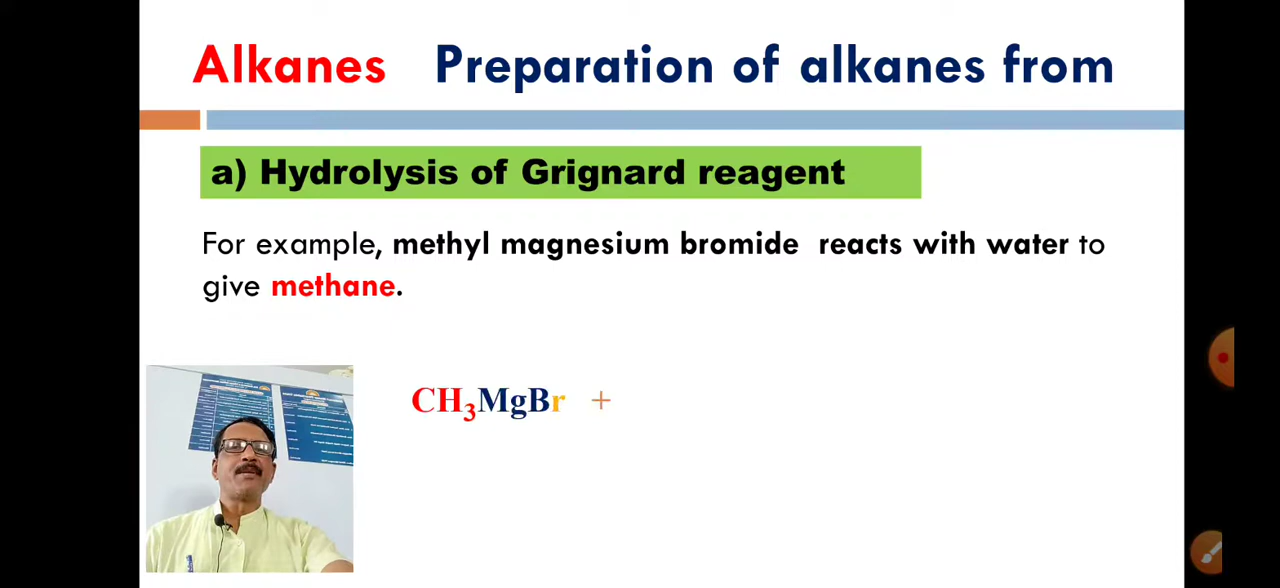 Alkanes Preparation of alkanes from
a) Hydrolysis of Grignard reagent
For example, methyl magnesium bromide reacts with water to
give methane.
CH₃MgBr +